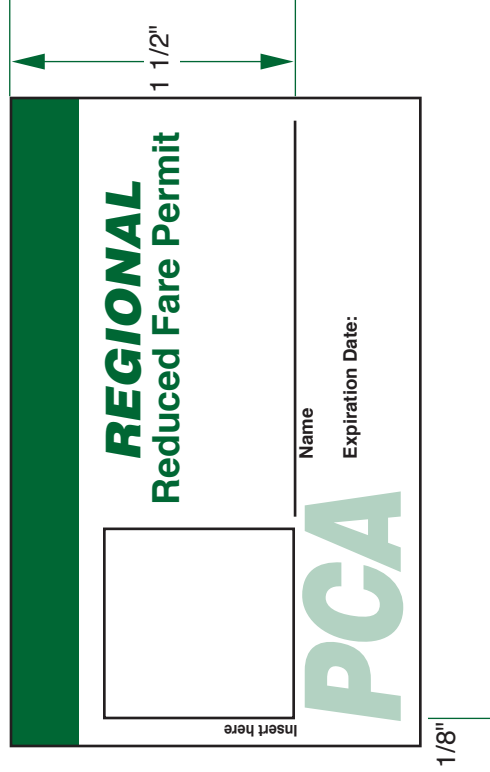 REGIONAL
Reduced Fare Permit
Name
Expiration Date:
PCA
Insert here
1 1/2"
1/8"